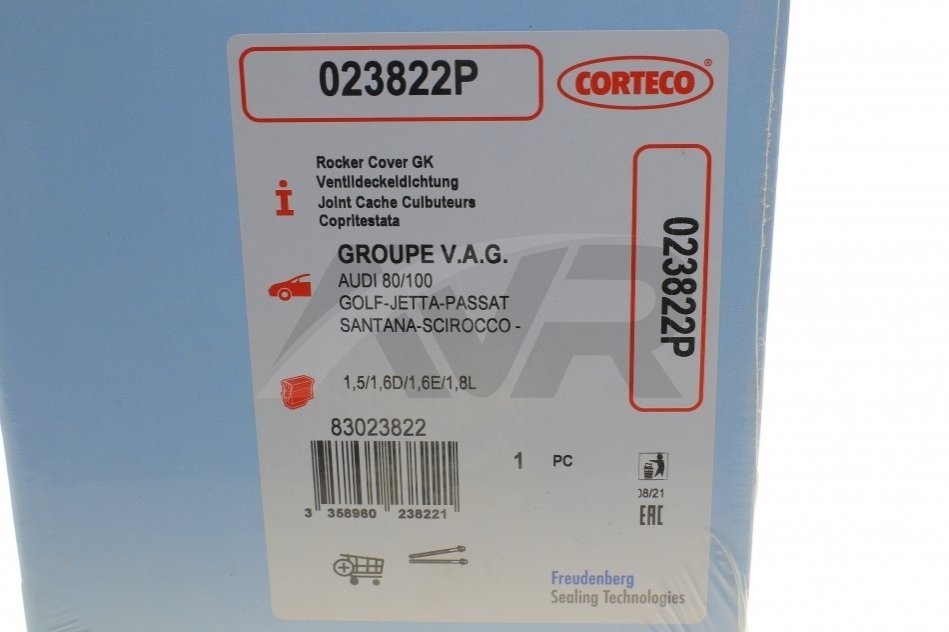 023822P
CORTECO®
Rocker Cover GK
Ventildeckeldichtung
Joint Cache Culbuteurs
Copritestata
GROUPE V.A.G.
AUDI 80/100
GOLF-JETTA-PASSAT
SANTANA-SCIROCCO -
023822P
AVR
1,5/1,6D/1,6E/1,8L
83023822
3 358960 238221
1 PC
08/21
EAC
Freudenberg
Sealing Technologies